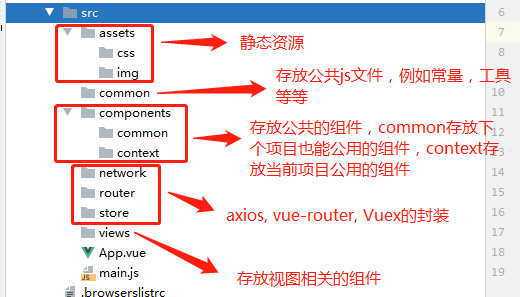 src
assets
css
img
common
components
common
context
network
router
store
views
App.vue
main.js
.browserslistrc
静态资源
存放公共js文件，例如常量，工具
等等
存放公共的组件，common存放下
个项目也能公用的组件，context存
放当前项目公用的组件
axios, vue-router, Vuex的封装
存放视图相关的组件
6
7
8
9
10
11
12
13
14
15
16
17
18
19